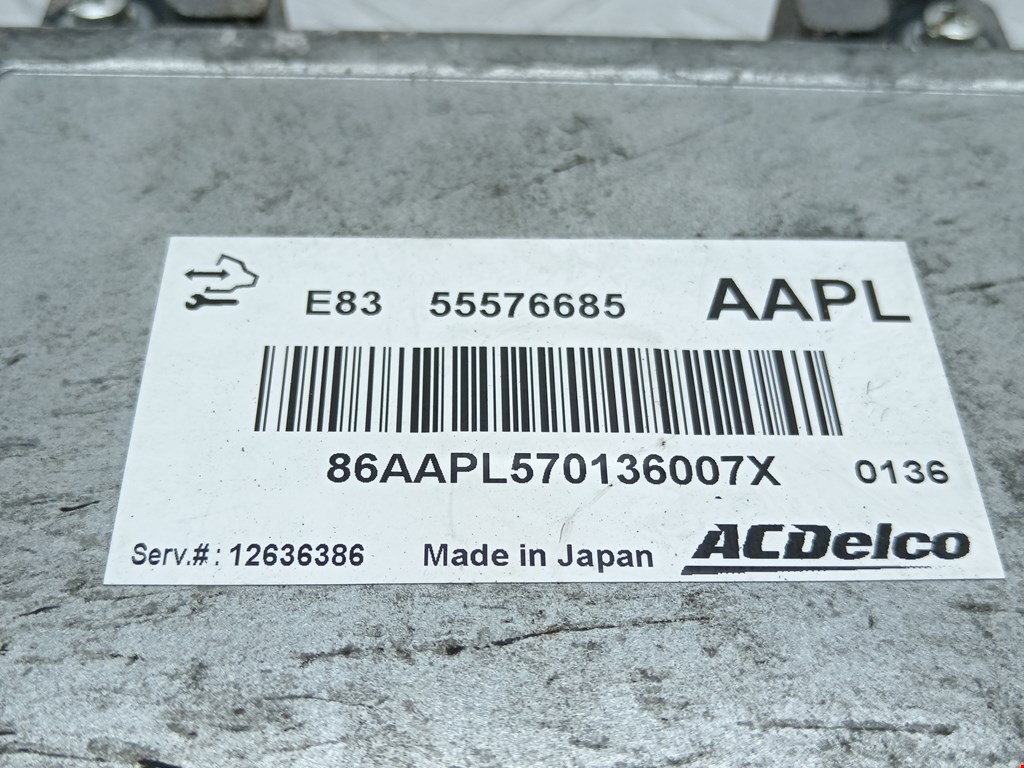 E83 55576685 AAPL
86AAPL570136007X 0136
Serv.#: 12636386 Made in Japan ACDelco